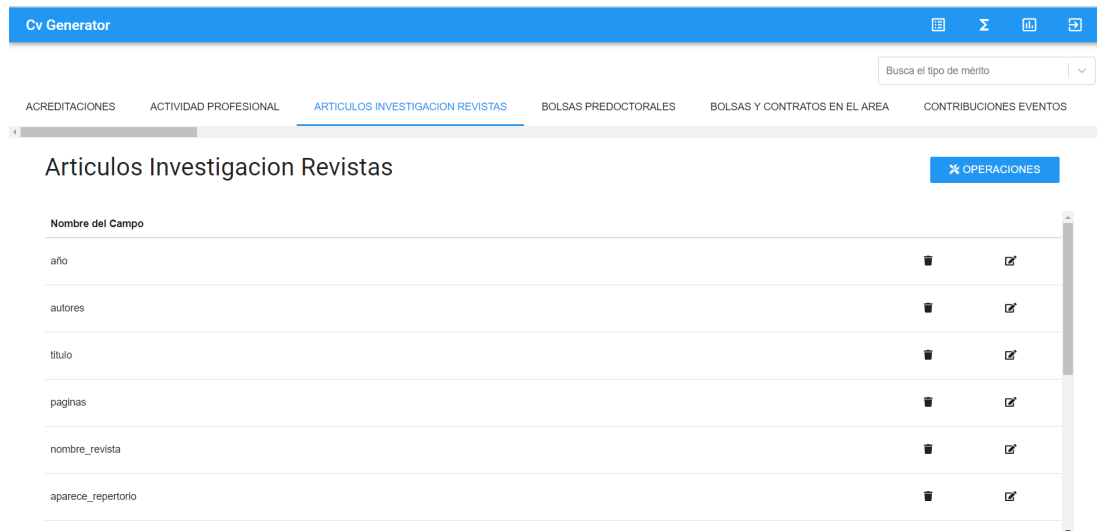 Cv Generator
Busca el tipo de mérito
ACREDITACIONES ACTIVIDAD PROFESIONAL ARTICULOS INVESTIGACION REVISTAS BOLSAS PREDOCTORALES BOLSAS Y CONTRATOS EN EL AREA CONTRIBUCIONES EVENTOS
Articulos Investigacion Revistas
OPERACIONES
Nombre del Campo
año
autores
titulo
paginas
nombre_revista
aparece_repertorio